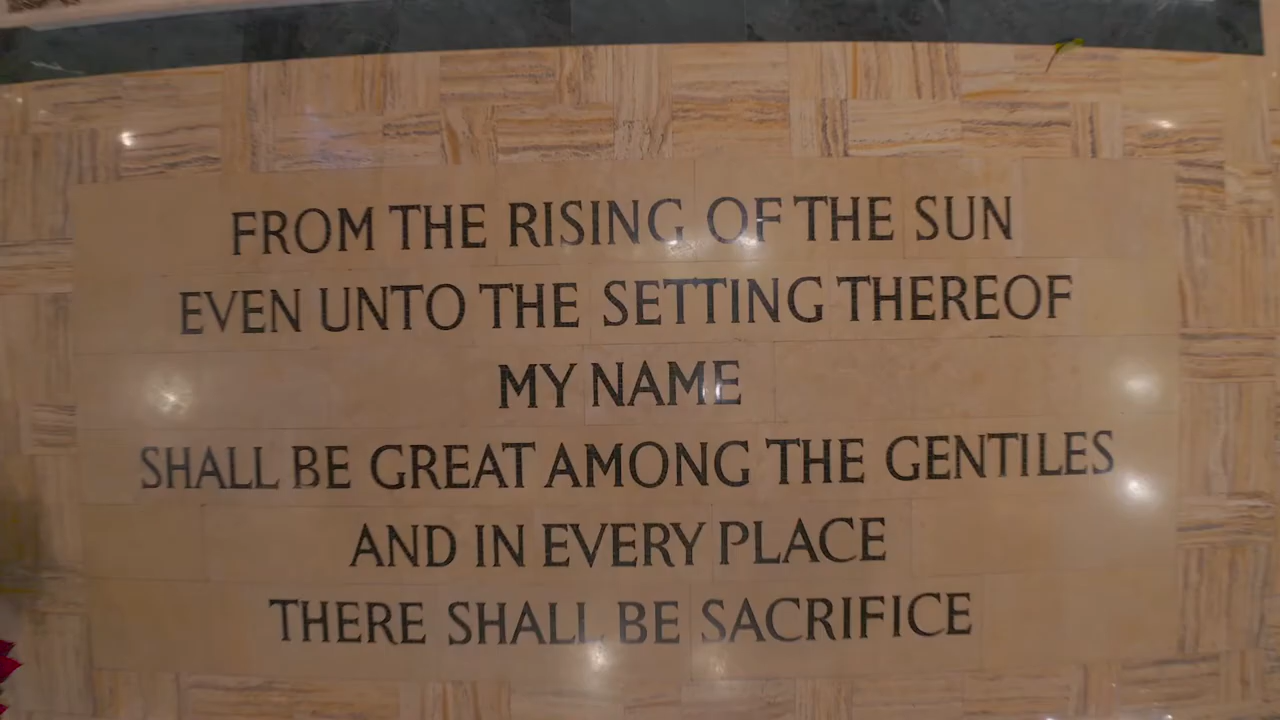 FROM THE RISING OF THE SUN
EVEN UNTO THE SETTING THEREOF
MY NAME
SHALL BE GREAT AMONG THE GENTILES
AND IN EVERY PLACE
THERE SHALL BE SACRIFICE